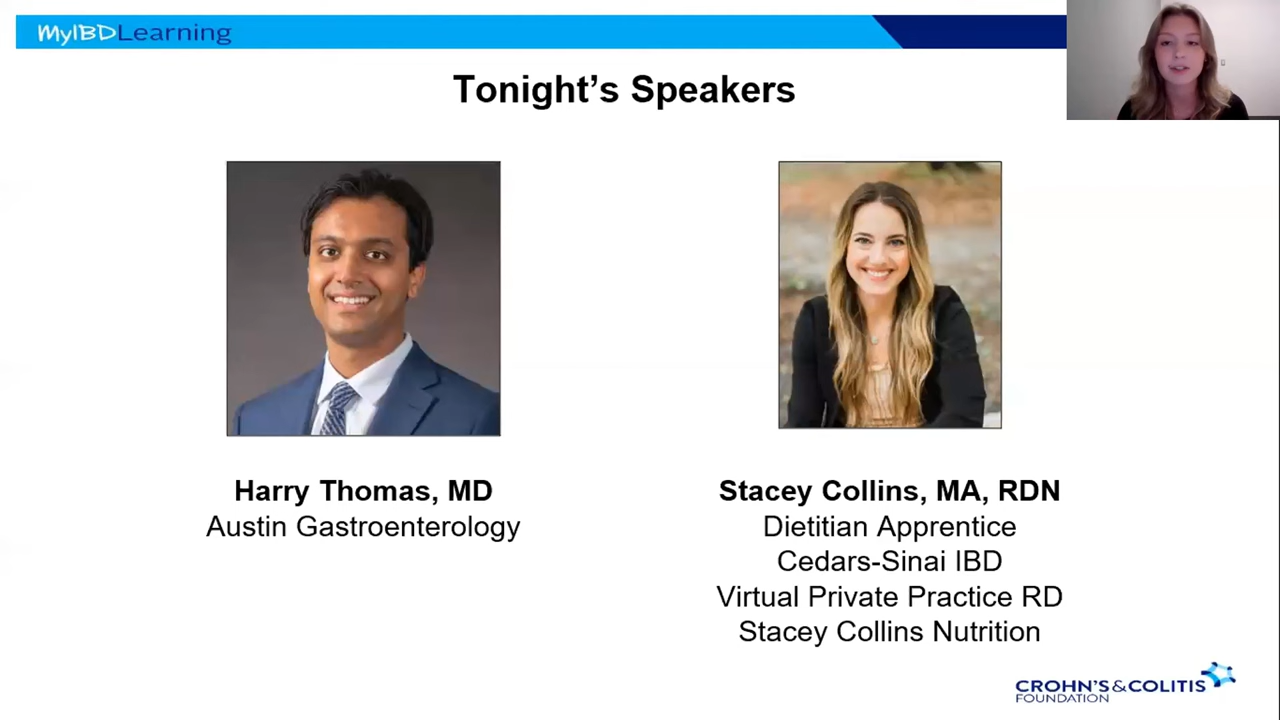 MyIBDLearning
Tonight's Speakers
Harry Thomas, MD
Austin Gastroenterology
Stacey Collins, MA, RDN
Dietitian Apprentice
Cedars-Sinai IBD
Virtual Private Practice RD
Stacey Collins Nutrition
CROHN'S & COLITIS
FOUNDATION